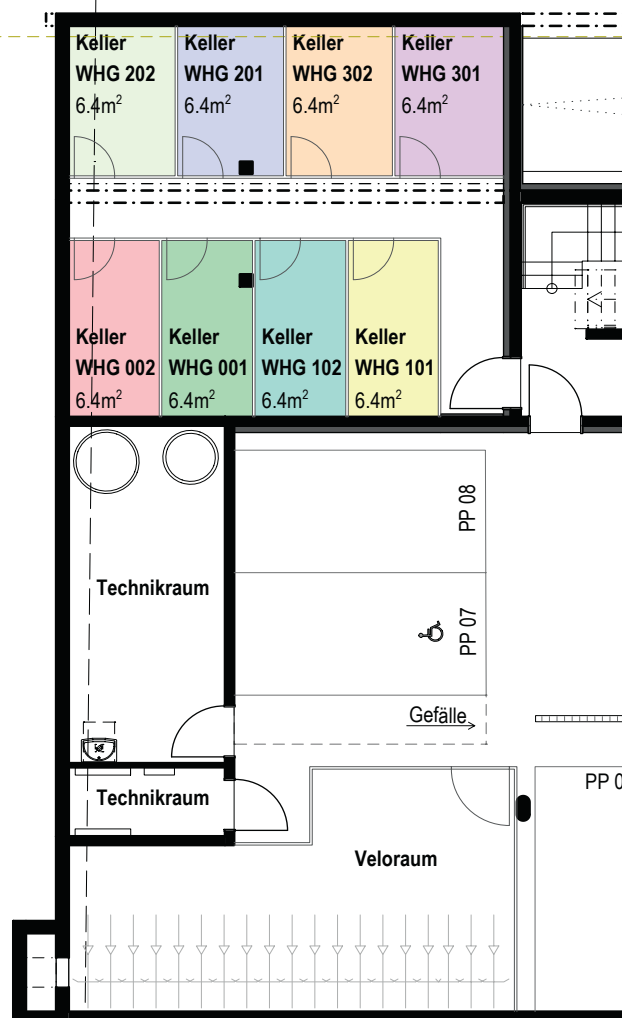 Keller
WHG 202
6.4m²
Keller
WHG 201
6.4m²
Keller
WHG 302
6.4m²
Keller
WHG 301
6.4m²
Keller
WHG 002
6.4m²
Keller
WHG 001
6.4m²
Keller
WHG 102
6.4m²
Keller
WHG 101
6.4m²
PP 08
Technikraum
PP 07
Gefälle
Technikraum
PP 0
Veloraum